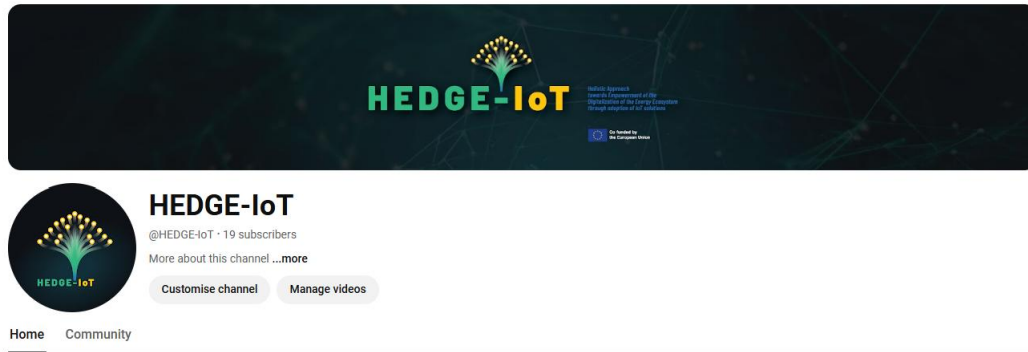 HEDGE-IoT
Holistic Approach
towards Empowerment of the
Digitalization of the Energy Ecosystem
through adoption of IoT solutions
Co funded by
the European Union
HEDGE-IoT
HEDGE-IoT
@HEDGE-IoT · 19 subscribers
More about this channel ...more
Customise channel
Manage videos
Home
Community